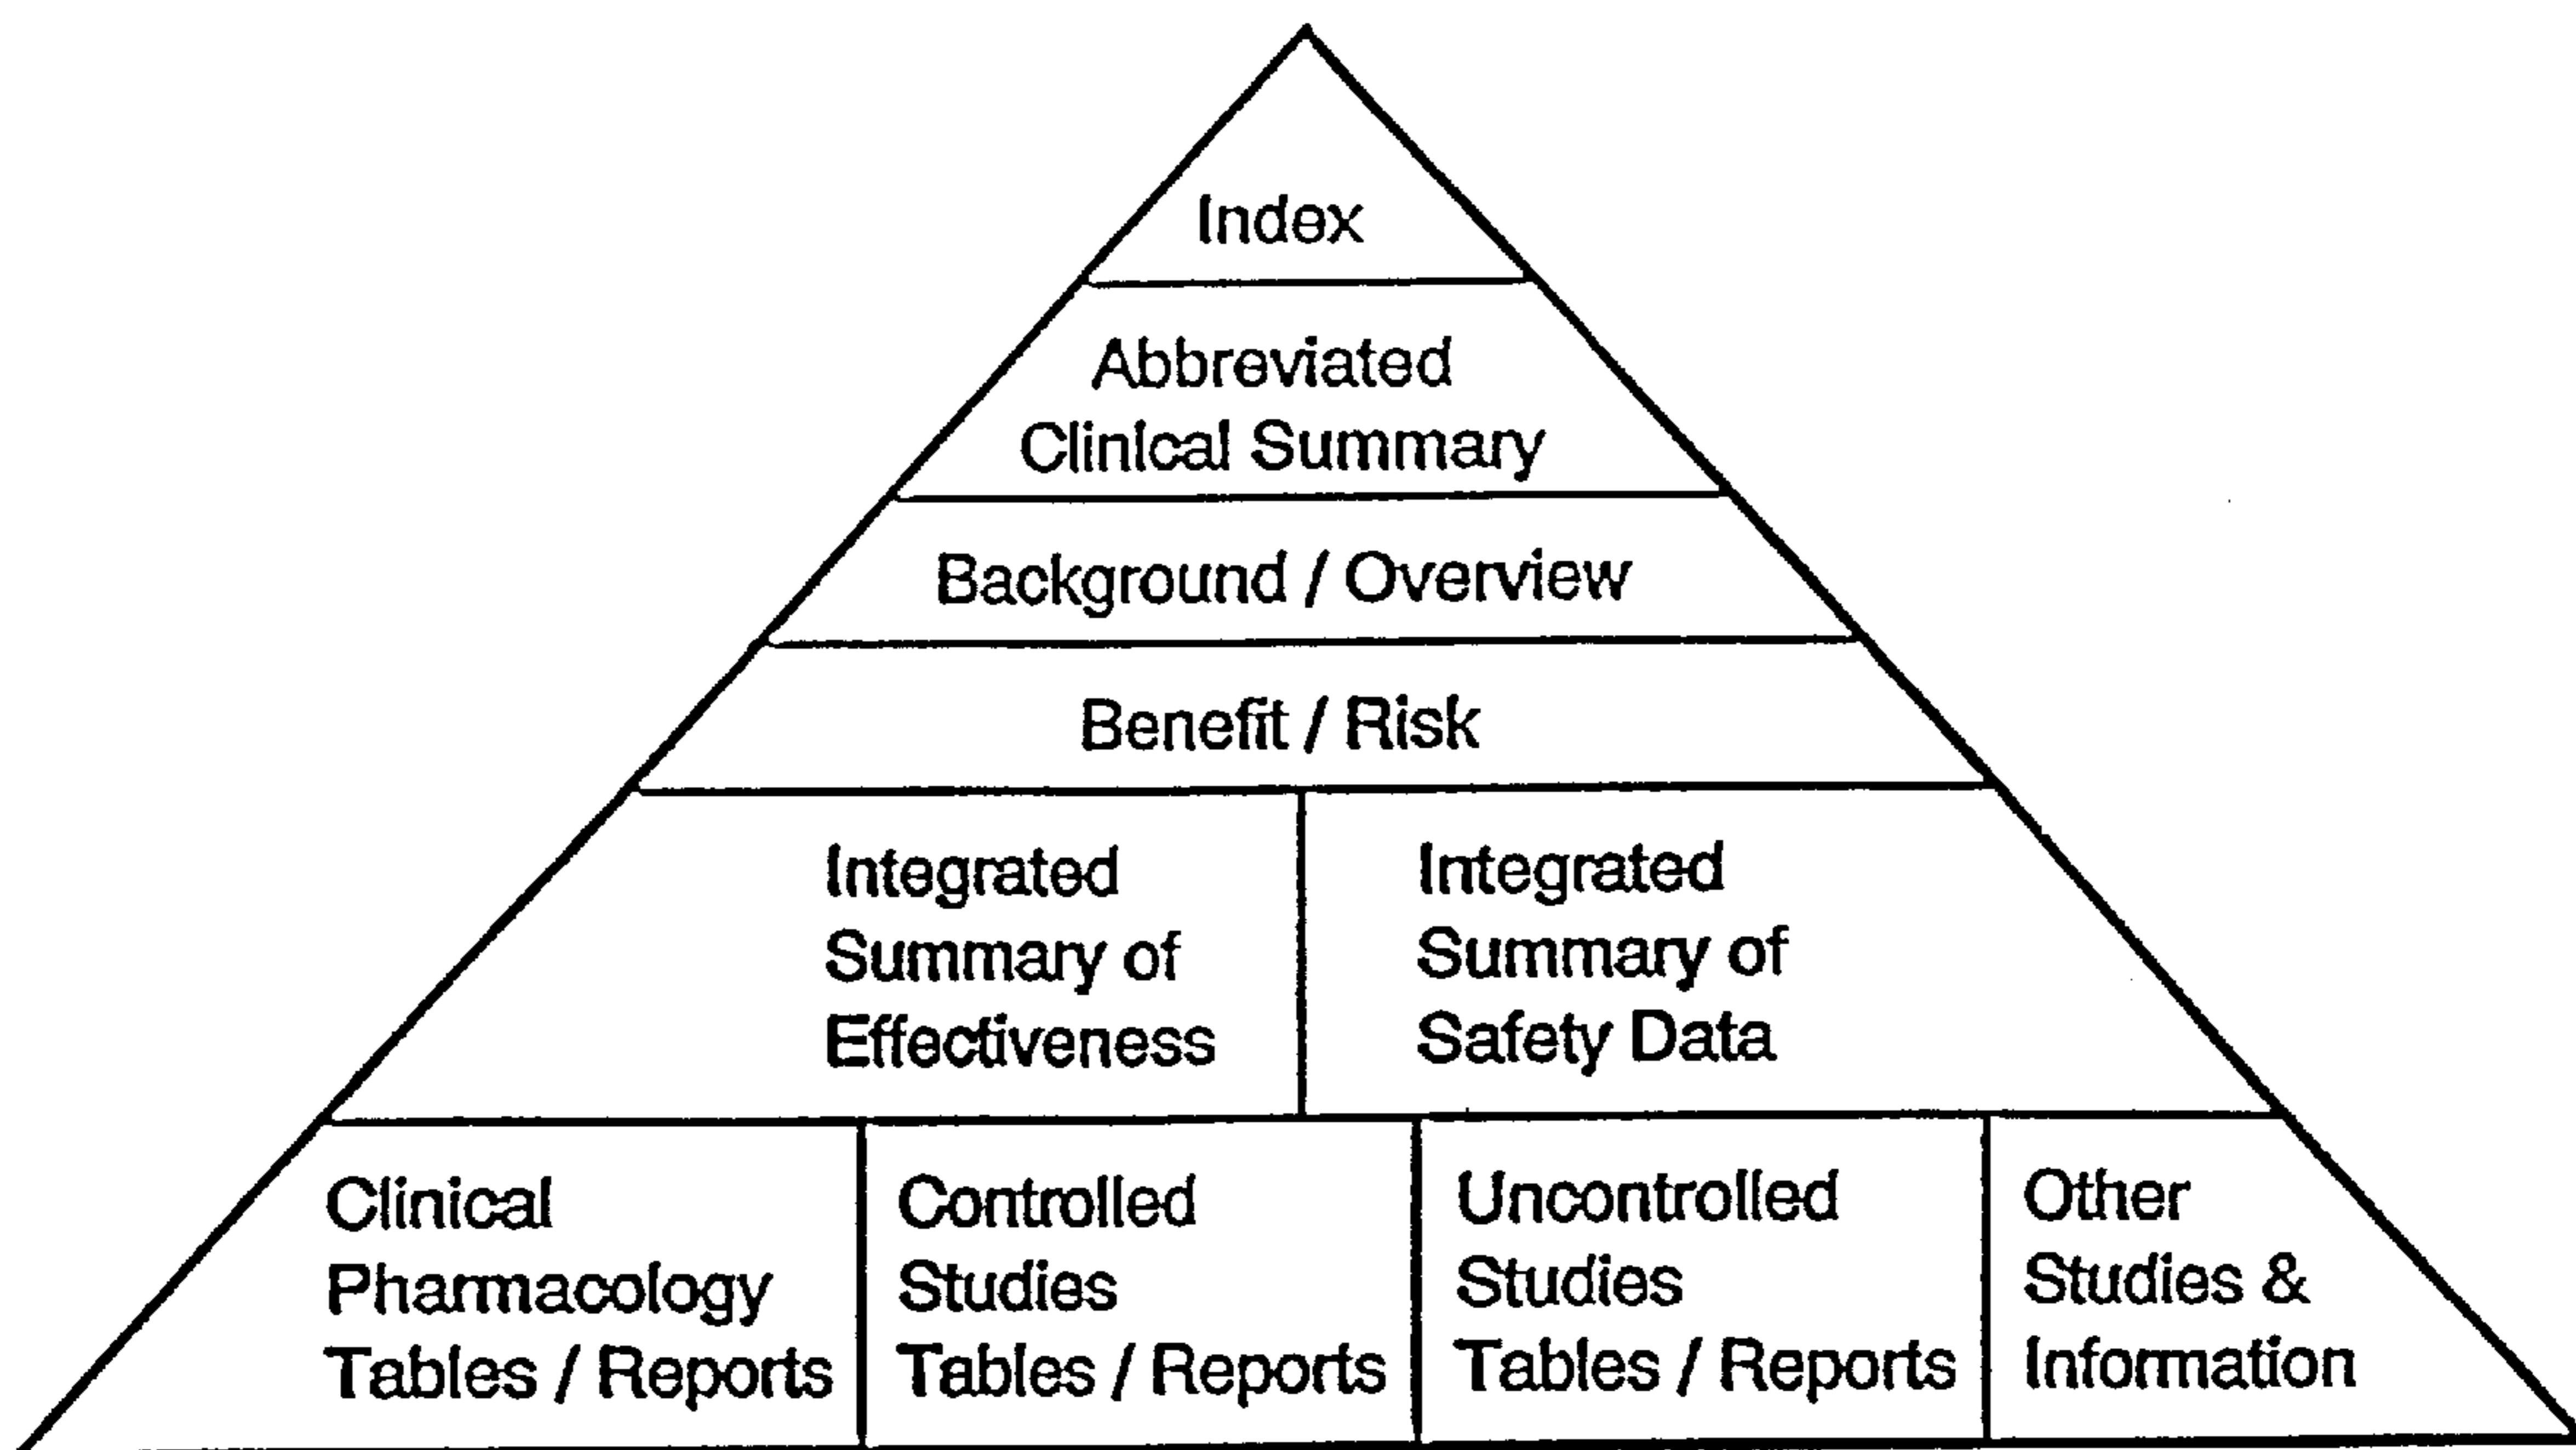 Index
Abbreviated
Clinical Summary
Background / Overview
Benefit / Risk
Integrated
Summary of
Effectiveness
Integrated
Summary of
Safety Data
Clinical
Pharmacology
Tables / Reports
Controlled
Studies
Tables / Reports
Uncontrolled
Studies
Tables / Reports
Other
Studies &
Information